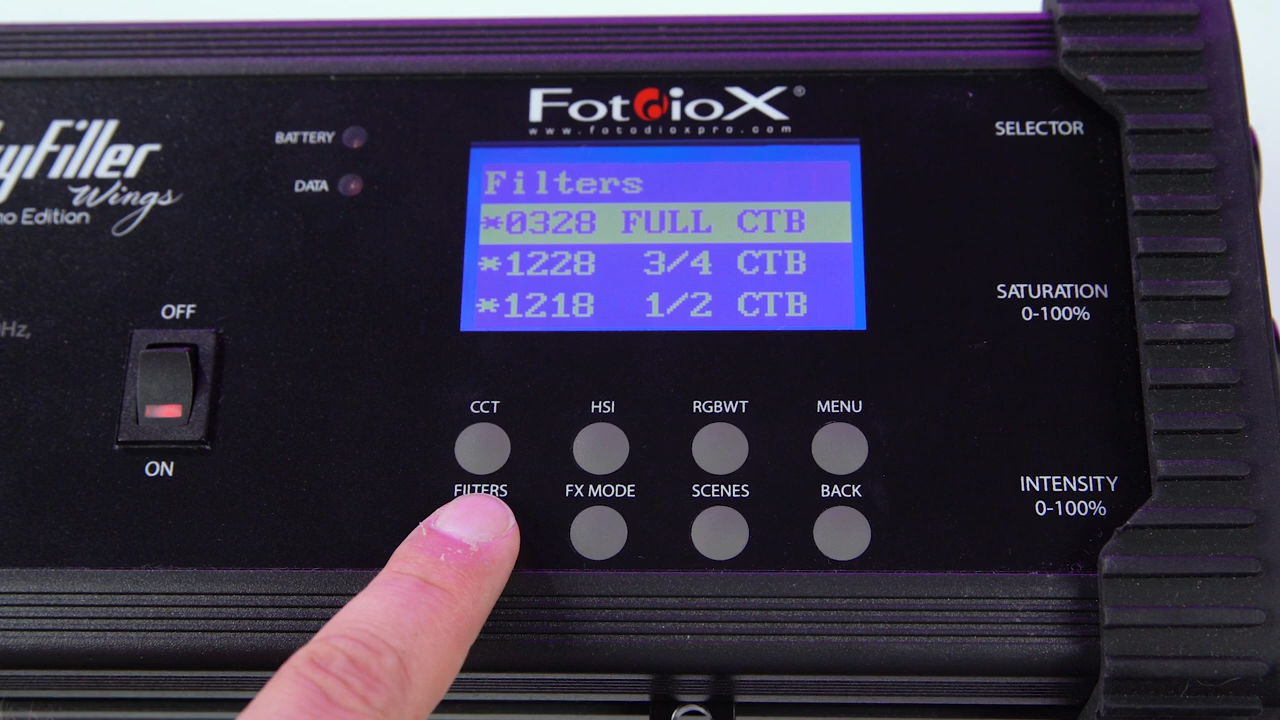 FotodioX®
www.fotodioxpro.com
Wings
Edition
BATTERY
DATA
SELECTOR
Filters
*0328 FULL CTB
*1228 3/4 CTB
*1218 1/2 CTB
SATURATION
0-100%
OFF
ON
CCT HSI RGBWT MENU
FILTERS FX MODE SCENES BACK
INTENSITY
0-100%